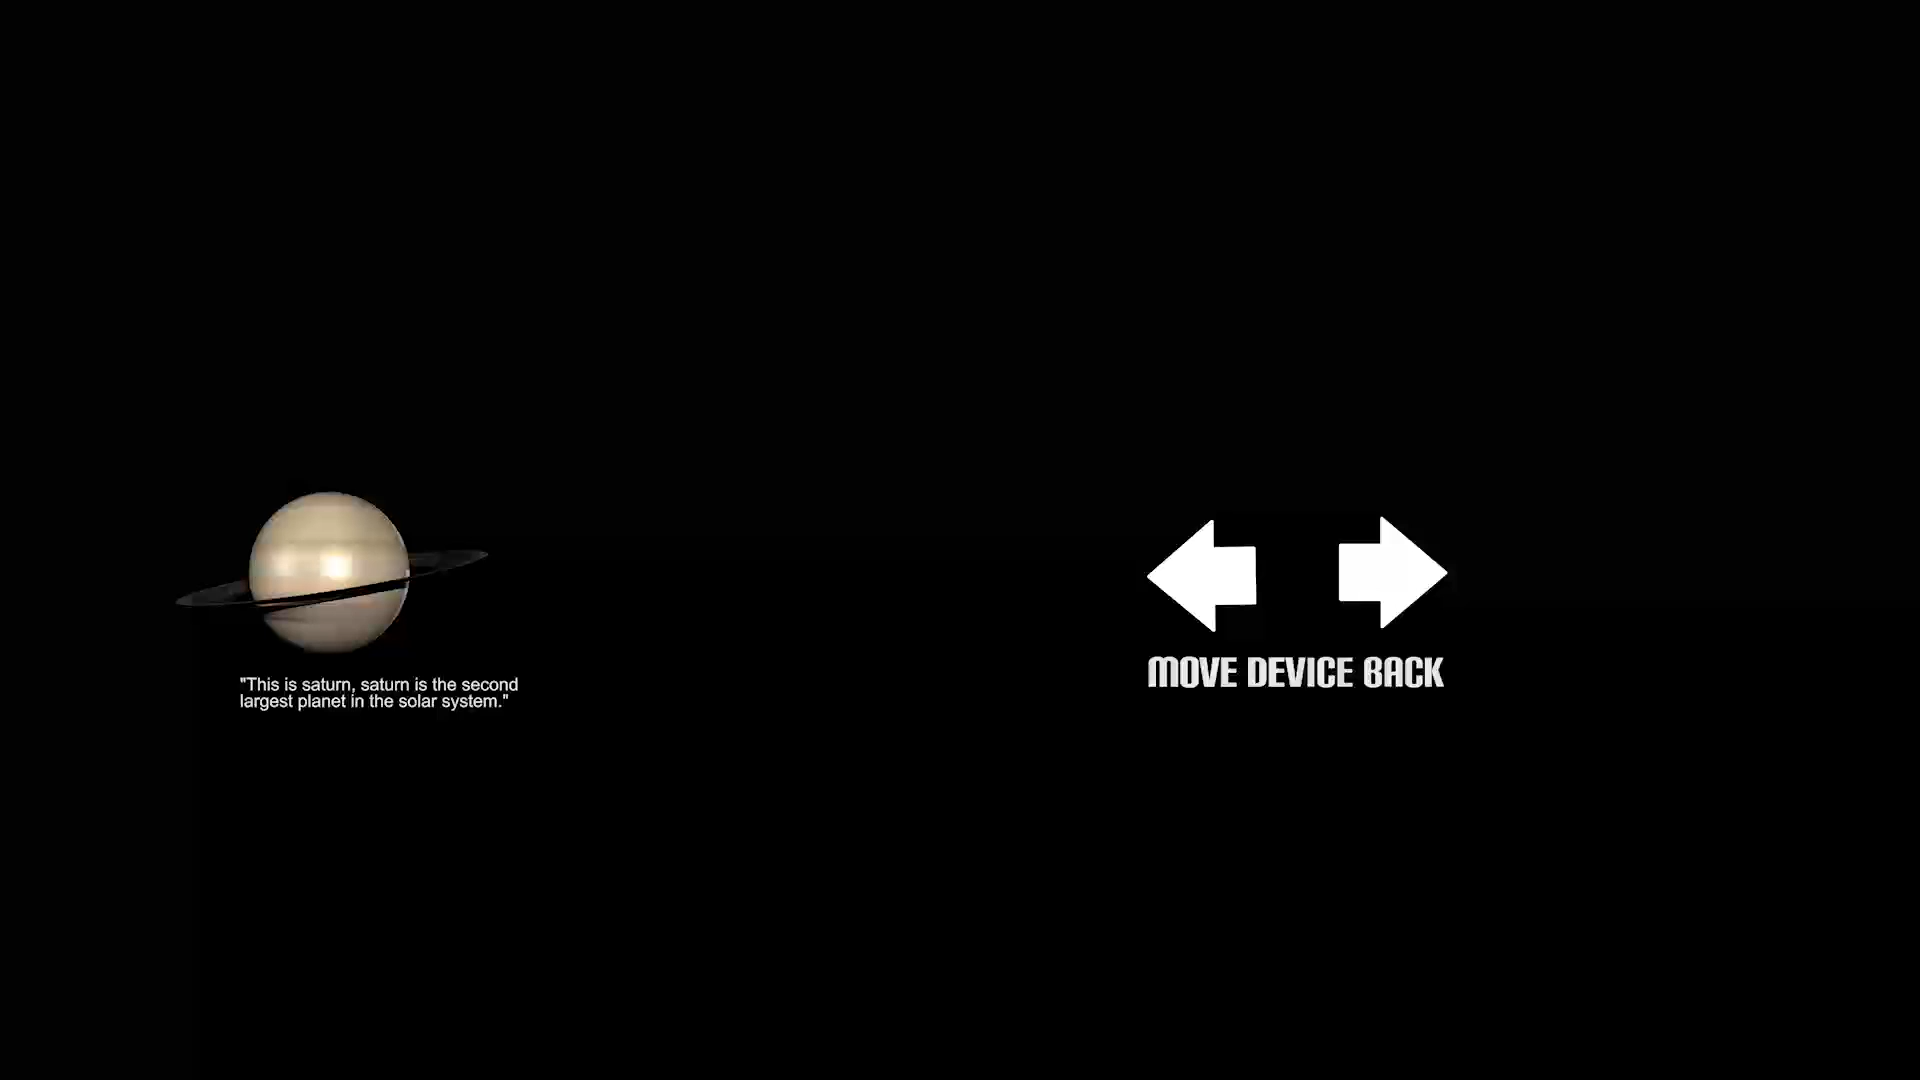 "This is saturn, saturn is the second
largest planet in the solar system."
MOVE DEVICE BACK